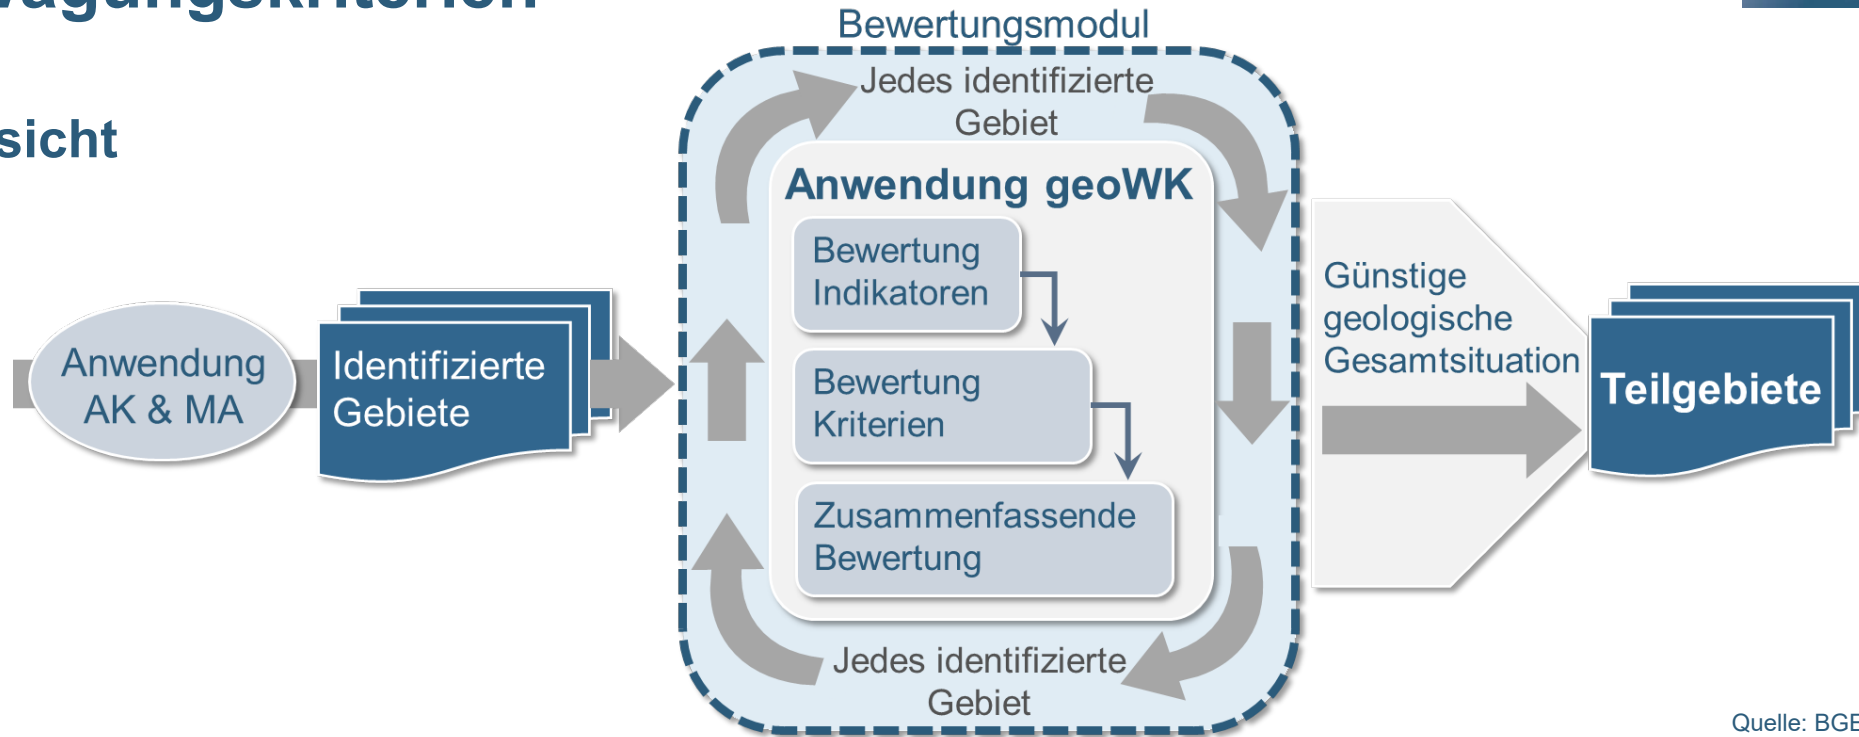 wägungskriterien
sicht
Bewertungsmodul
Jedes identifizierte
Gebiet
Anwendung geoWK
Bewertung
Indikatoren
Bewertung
Kriterien
Zusammenfassende
Bewertung
Jedes identifizierte
Gebiet
Anwendung
AK & MA
Identifizierte
Gebiete
Günstige
geologische
Gesamtsituation
Teilgebiete
Quelle: BGE